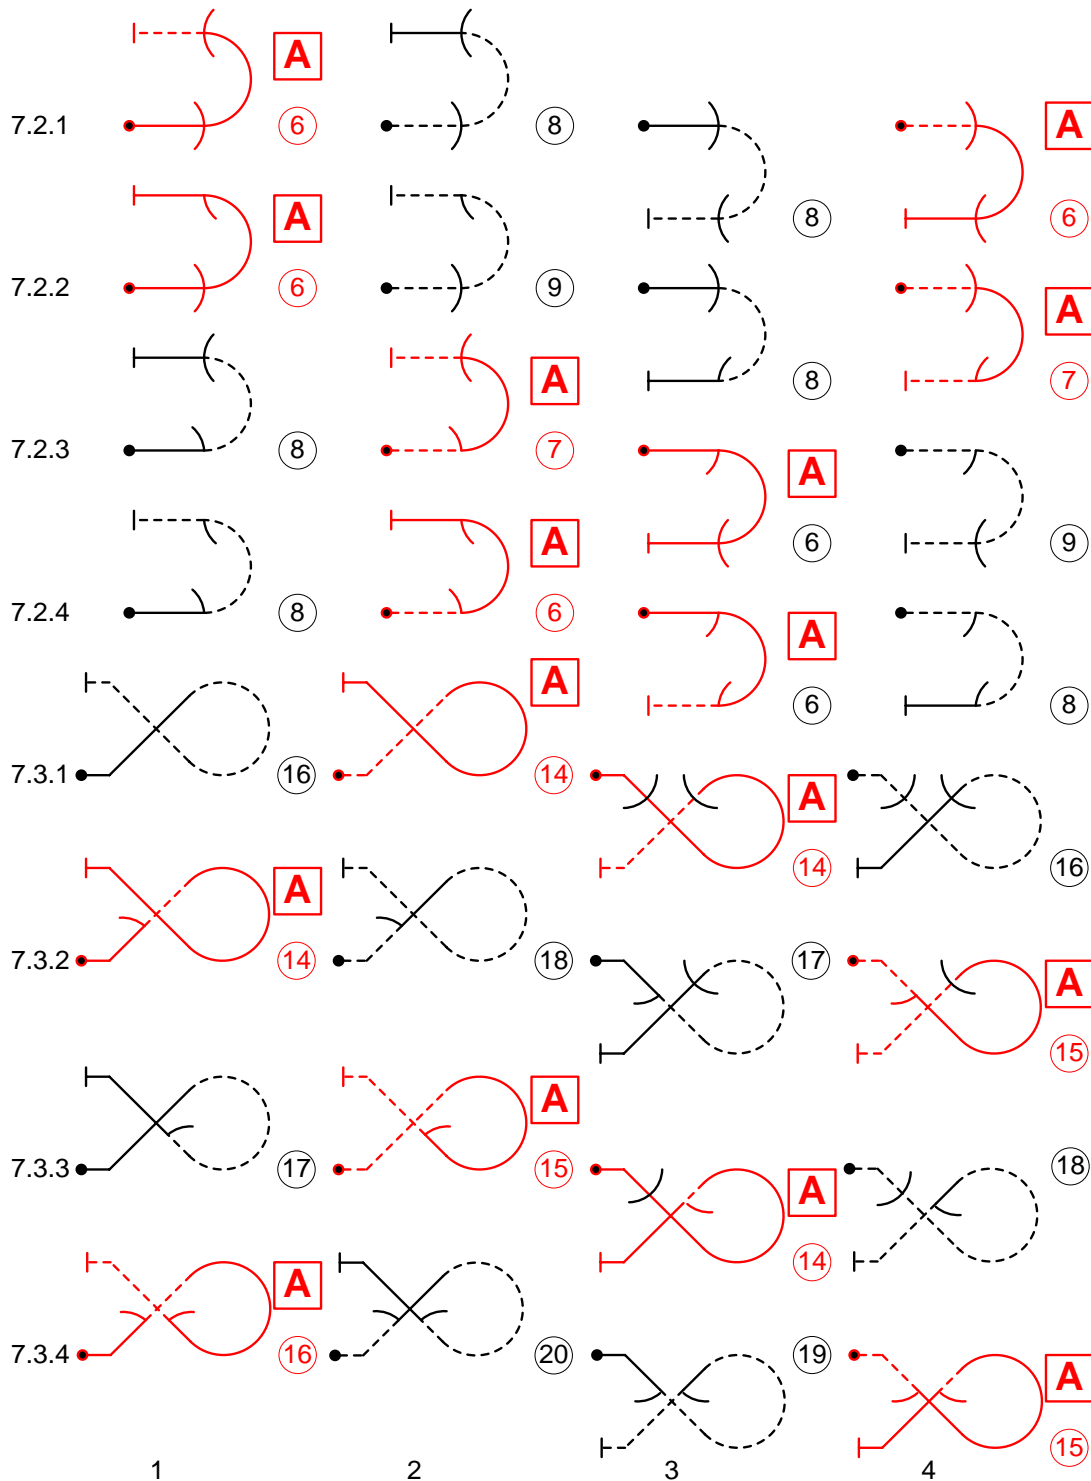 A A
7.2.1 6 8 A
A 8 6
7.2.2 6 9 A
A 8 7
7.2.3 8 7 A
A 6 9
7.2.4 8 6 A
A 6 8
7.3.1 16 14 A
A 14 16
7.3.2 14 18 17 A
A 15
7.3.3 17 15 A 18
A 14
7.3.4 16 20 19 A
15
1 2 3 4